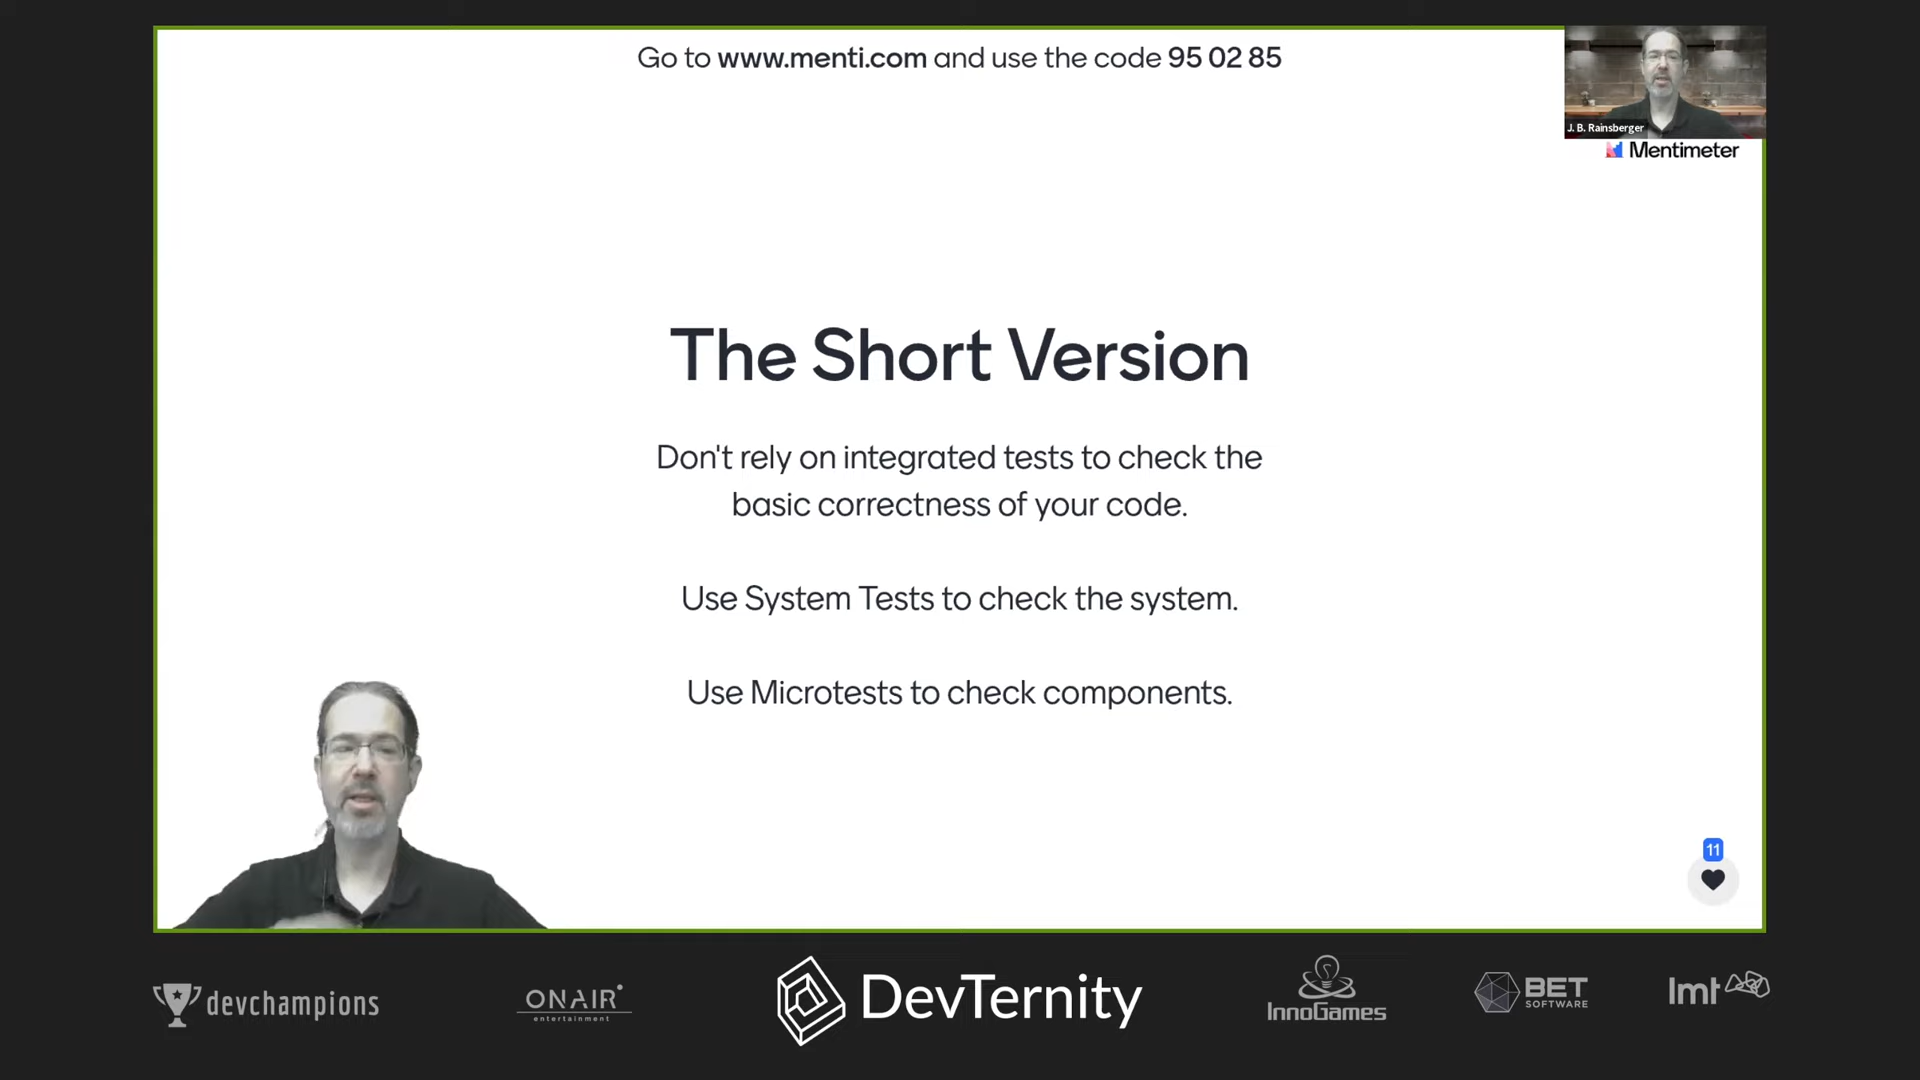 Go to www.menti.com and use the code 95 02 85
J. B. Rainsberger
Mentimeter
The Short Version
Don't rely on integrated tests to check the
basic correctness of your code.
Use System Tests to check the system.
Use Microtests to check components.
11
devchampions
ONAIR
entertainment
DevTernity
InnoGames
BET
SOFTWARE
lmt